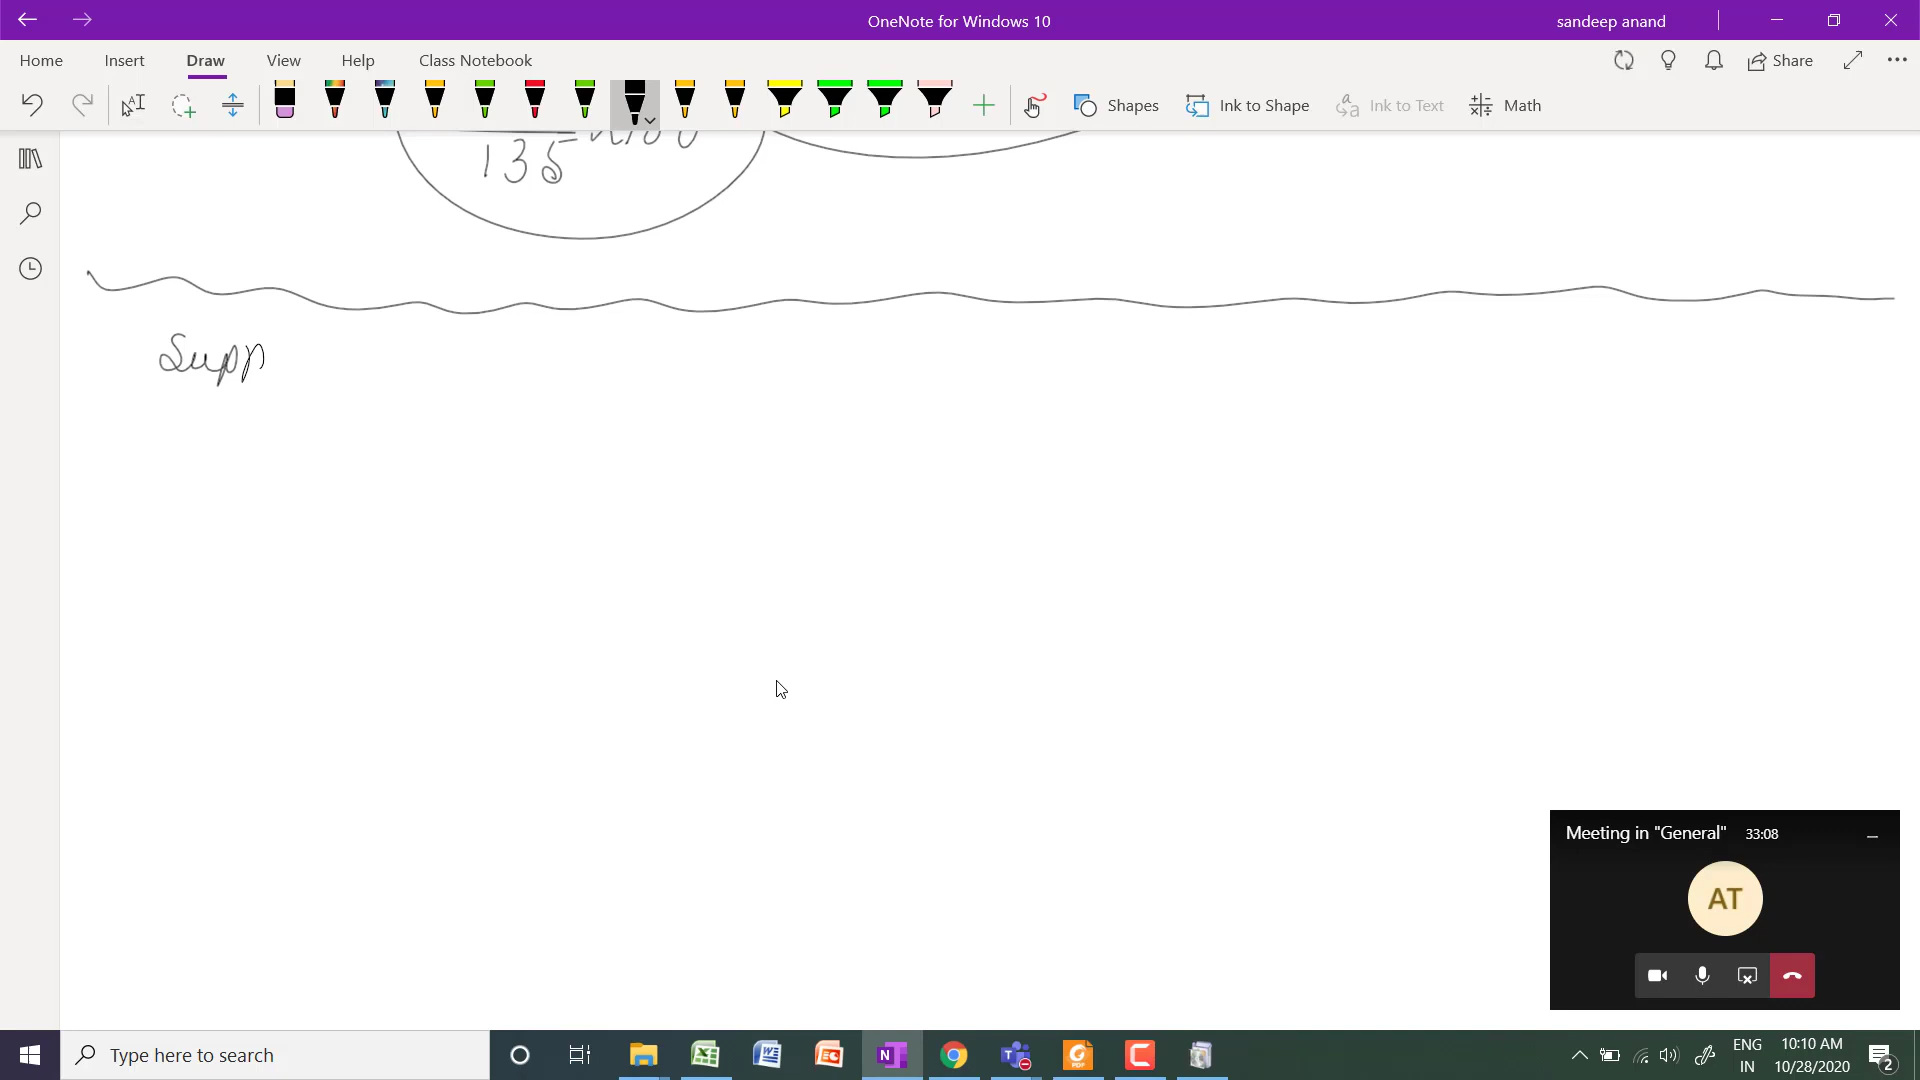 OneNote for Windows 10
sandeep anand
Home Insert Draw View Help Class Notebook
Share
Shapes Ink to Shape Ink to Text Math
135
Supp
Meeting in "General" 33:08
AT
Type here to search
ENG
IN
10:10 AM
10/28/2020
2